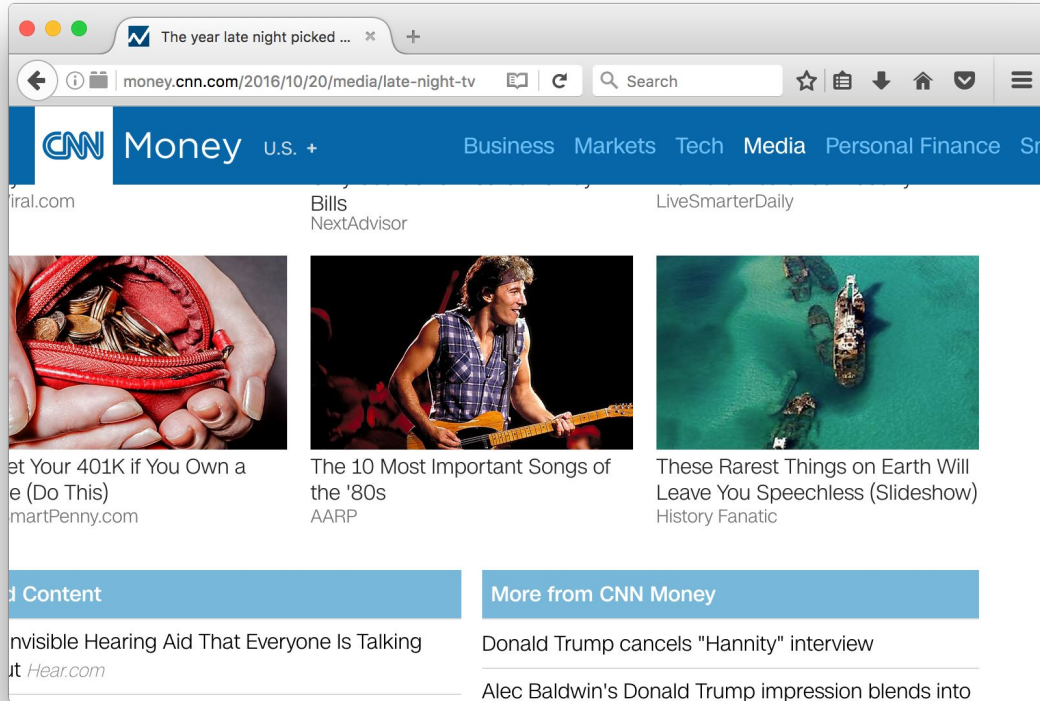 The year late night picked ...
money.cnn.com/2016/10/20/media/late-night-tv
Search
CNN Money U.S. +
Business Markets Tech Media Personal Finance
iral.com
Bills
NextAdvisor
LiveSmarterDaily
et Your 401K if You Own a
e (Do This)
martPenny.com
The 10 Most Important Songs of
the '80s
AARP
These Rarest Things on Earth Will
Leave You Speechless (Slideshow)
History Fanatic
d Content
nvisible Hearing Aid That Everyone Is Talking
ut Hear.com
More from CNN Money
Donald Trump cancels "Hannity" interview
Alec Baldwin's Donald Trump impression blends into